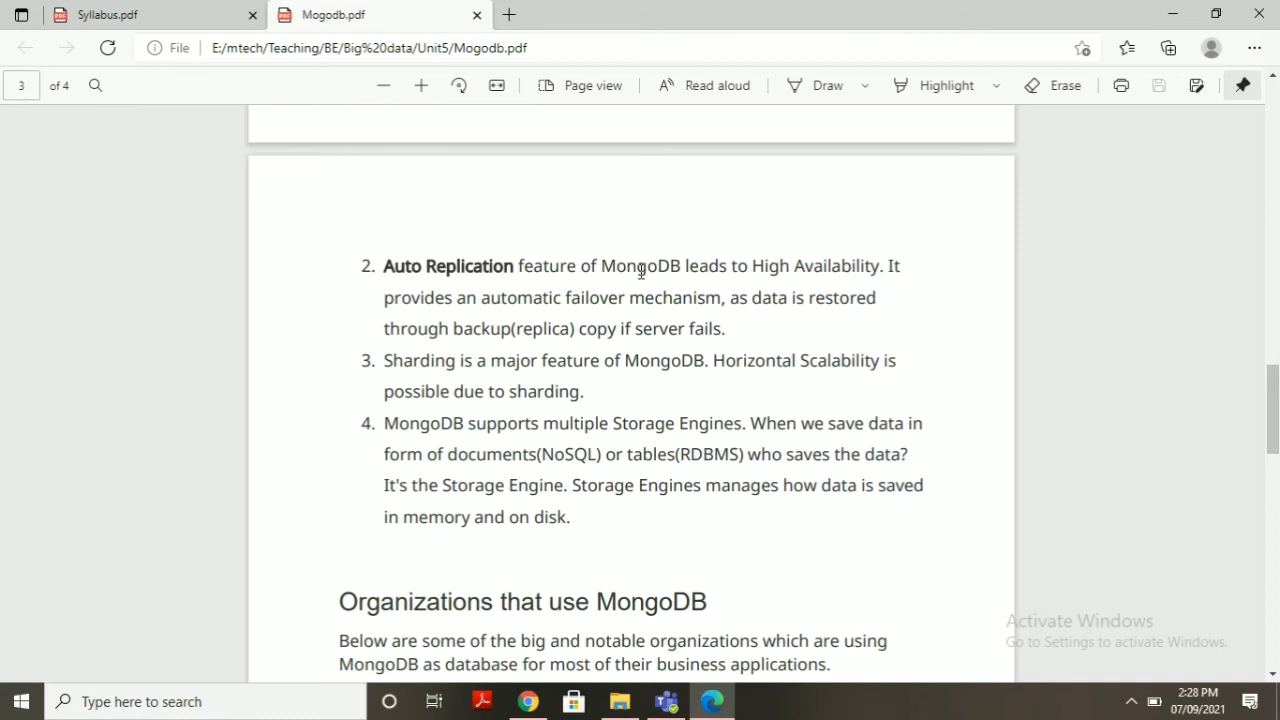 Syllabus.pdf
Mogodb.pdf
File
E:/mtech/Teaching/BE/Big%20data/Unit5/Mogodb.pdf
3
of 4
Page view
Read aloud
Draw
Highlight
Erase
2. Auto Replication feature of MongoDB leads to High Availability. It
provides an automatic failover mechanism, as data is restored
through backup(replica) copy if server fails.
3. Sharding is a major feature of MongoDB. Horizontal Scalability is
possible due to sharding.
4. MongoDB supports multiple Storage Engines. When we save data in
form of documents(NoSQL) or tables(RDBMS) who saves the data?
It's the Storage Engine. Storage Engines manages how data is saved
in memory and on disk.
Organizations that use MongoDB
Below are some of the big and notable organizations which are using
MongoDB as database for most of their business applications.
Activate Windows
Go to Settings to activate Windows.
Type here to search
2:28 PM
07/09/2021